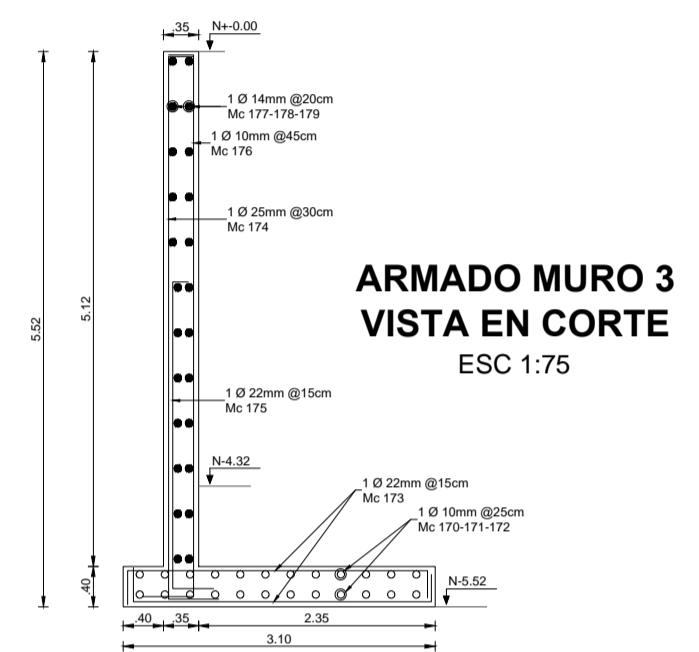 .35
N+-0.00
1 Ø 14mm @20cm
Mc 177-178-179
1 Ø 10mm @45cm
Mc 176
1 Ø 25mm @30cm
Mc 174
ARMADO MURO 3
VISTA EN CORTE
ESC 1:75
5.52
5.12
1 Ø 22mm @15cm
Mc 175
N-4.32
1 Ø 22mm @15cm
Mc 173
1 Ø 10mm @25cm
Mc 170-171-172
.40
N-5.52
.40
.35
2.35
3.10